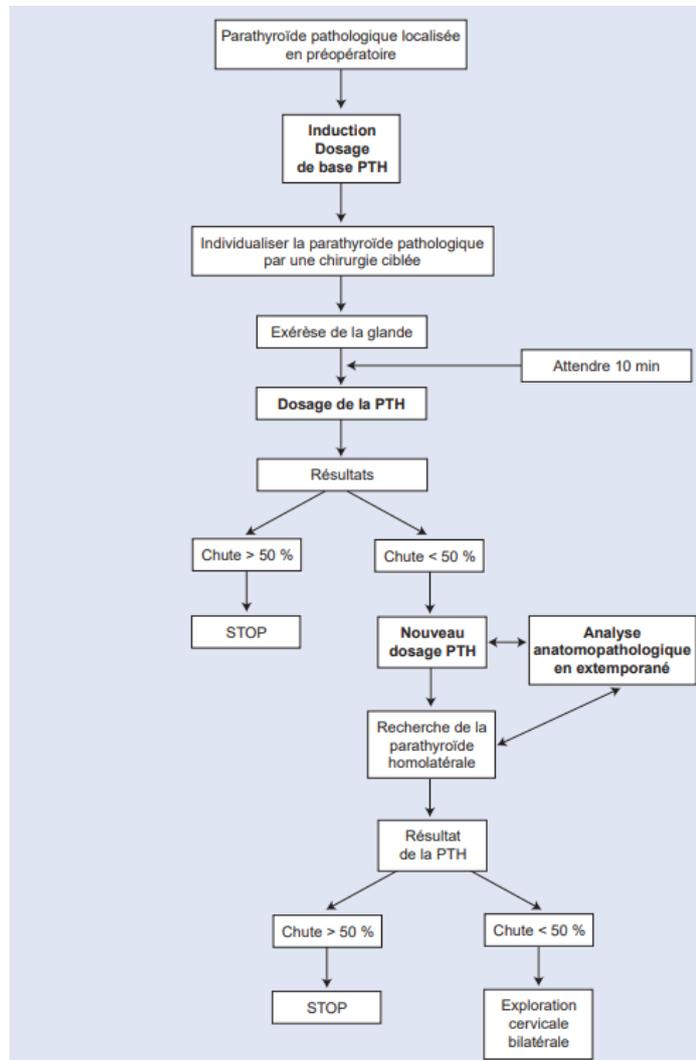 Parathyroïde pathologique localisée
en préopératoire
Induction
Dosage
de base PTH
Individualiser la parathyroïde pathologique
par une chirurgie ciblée
Exérèse de la glande
Attendre 10 min
Dosage de la PTH
Résultats
Chute > 50 %
Chute < 50 %
STOP
Nouveau
dosage PTH
Analyse
anatomopathologique
en extemporané
Recherche de la
parathyroïde
homolatérale
Résultat
de la PTH
Chute > 50 %
Chute < 50 %
STOP
Exploration
cervicale
bilatérale